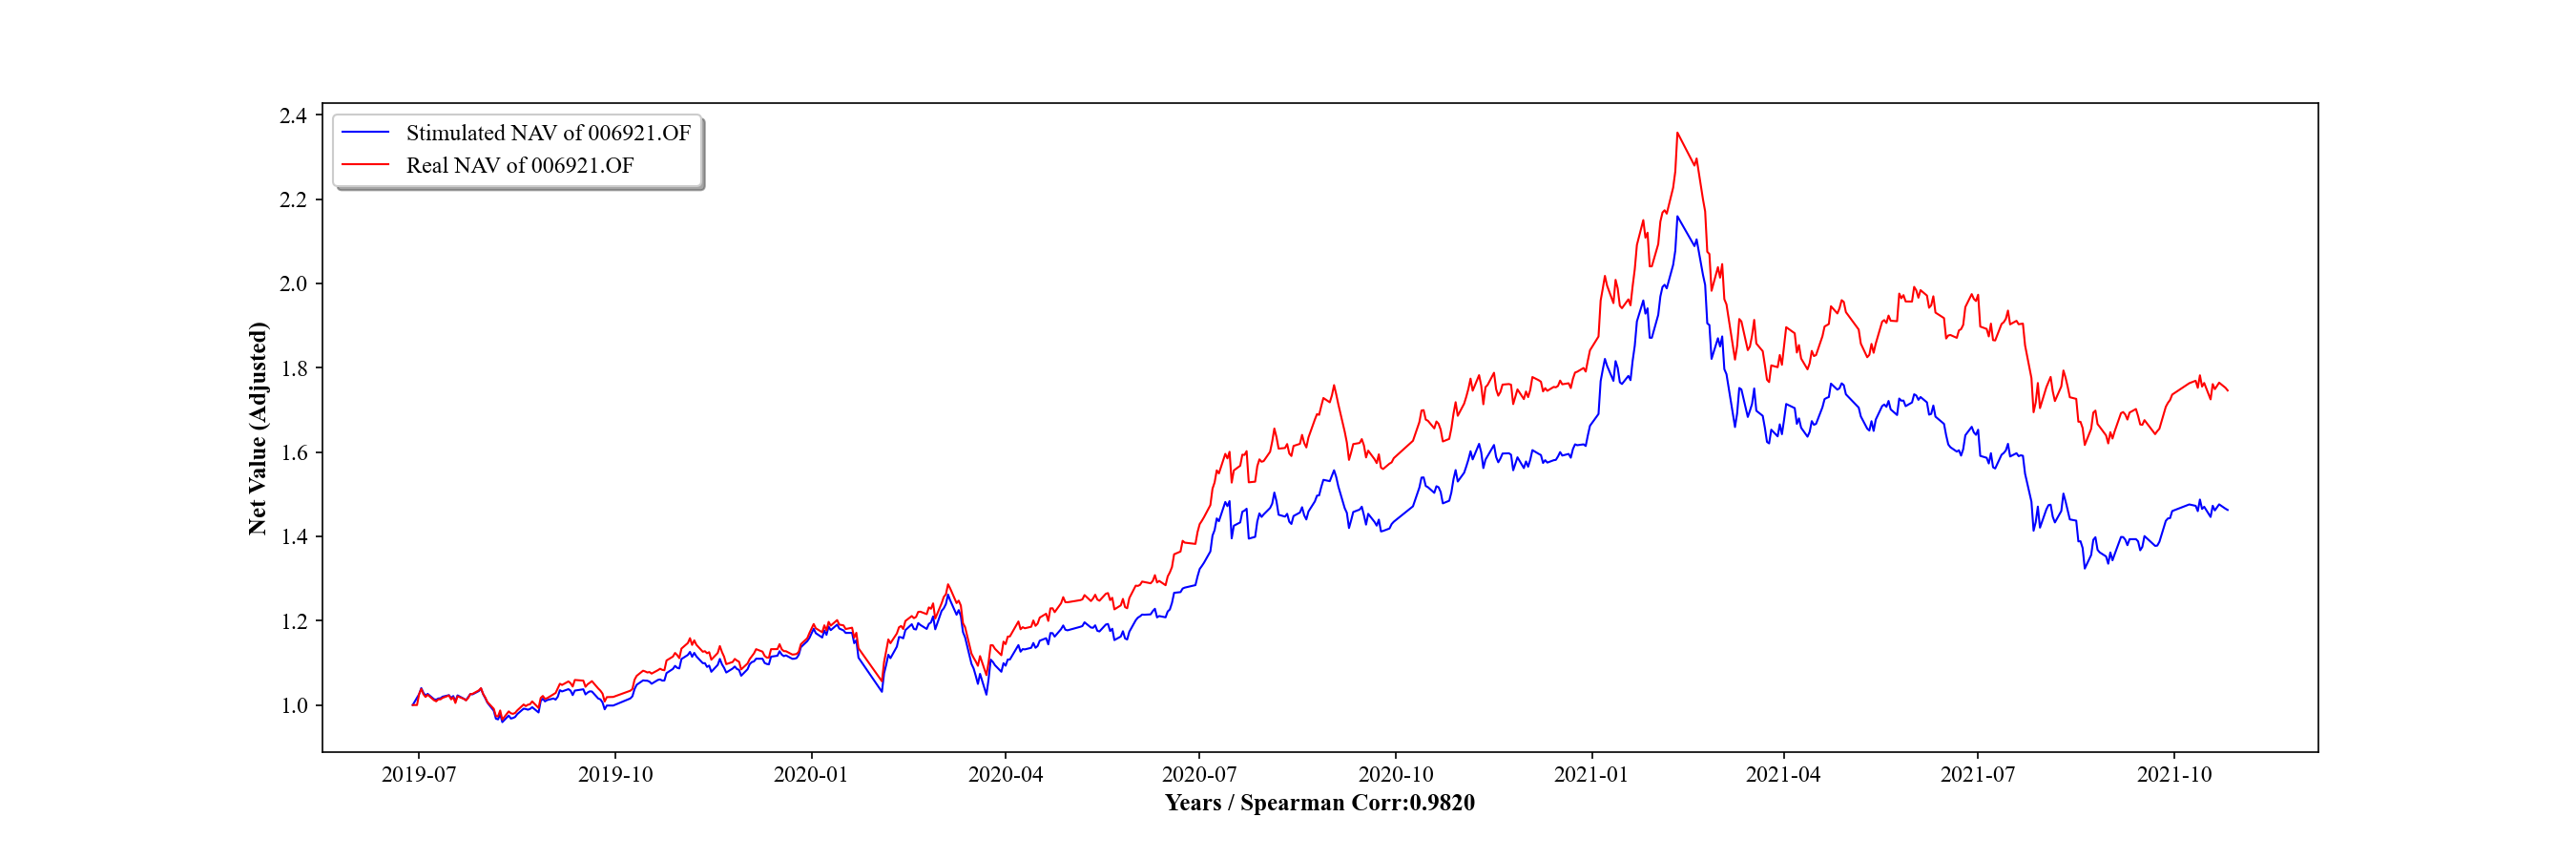 Stimulated NAV of 006921.OF
Real NAV of 006921.OF
2.4
2.2
2.0
1.8
1.6
1.4
1.2
1.0
Net Value (Adjusted)
2019-07 2019-10 2020-01 2020-04 2020-07 2020-10 2021-01 2021-04 2021-07 2021-10
Years / Spearman Corr:0.9820